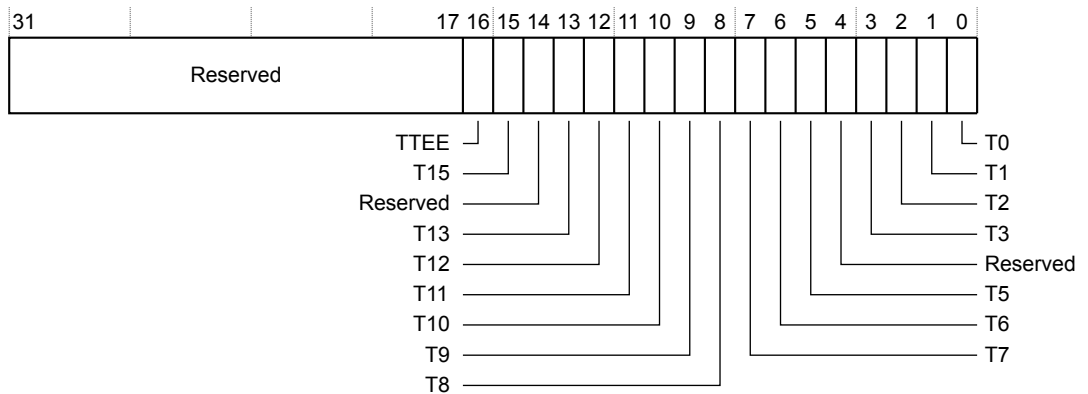 31 17 16 15 14 13 12 11 10 9 8 7 6 5 4 3 2 1 0
Reserved
TTEE T0
T15 T1
Reserved T2
T13 T3
T12 Reserved
T11 T5
T10 T6
T9 T7
T8